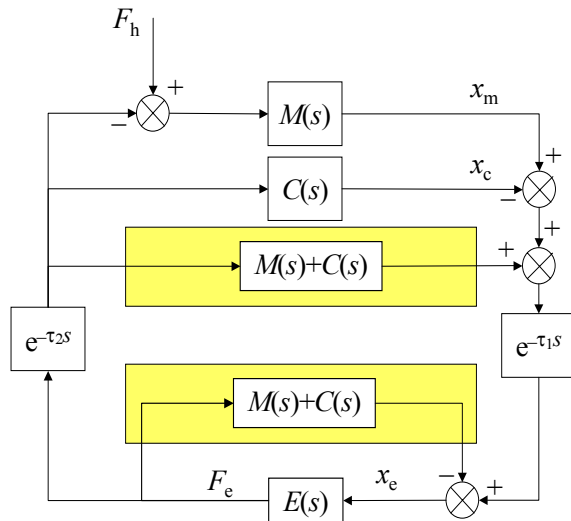 F_h
+
−
M(s)
x_m
+
C(s)
x_c
−
+
M(s)+C(s)
+
e^{−τ_2 s}
e^{−τ_1 s}
M(s)+C(s)
−
+
F_e
E(s)
x_e